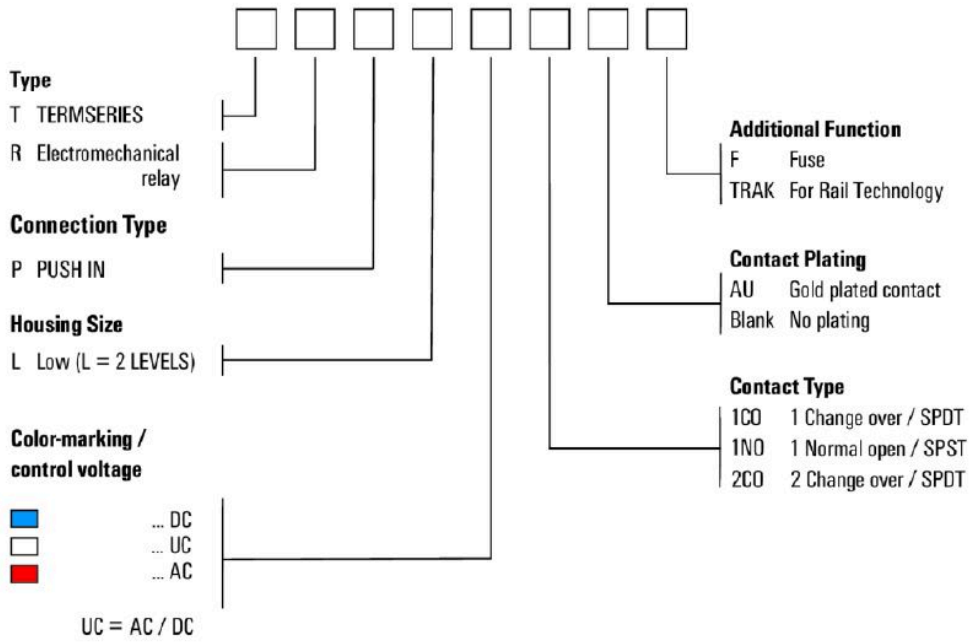 Type
T TERMSERIES
R Electromechanical
relay
Connection Type
P PUSH IN
Housing Size
L Low (L = 2 LEVELS)
Color-marking /
control voltage
... DC
... UC
... AC
UC = AC / DC
Additional Function
F Fuse
TRAK For Rail Technology
Contact Plating
AU Gold plated contact
Blank No plating
Contact Type
1CO 1 Change over / SPDT
1NO 1 Normal open / SPST
2CO 2 Change over / SPDT